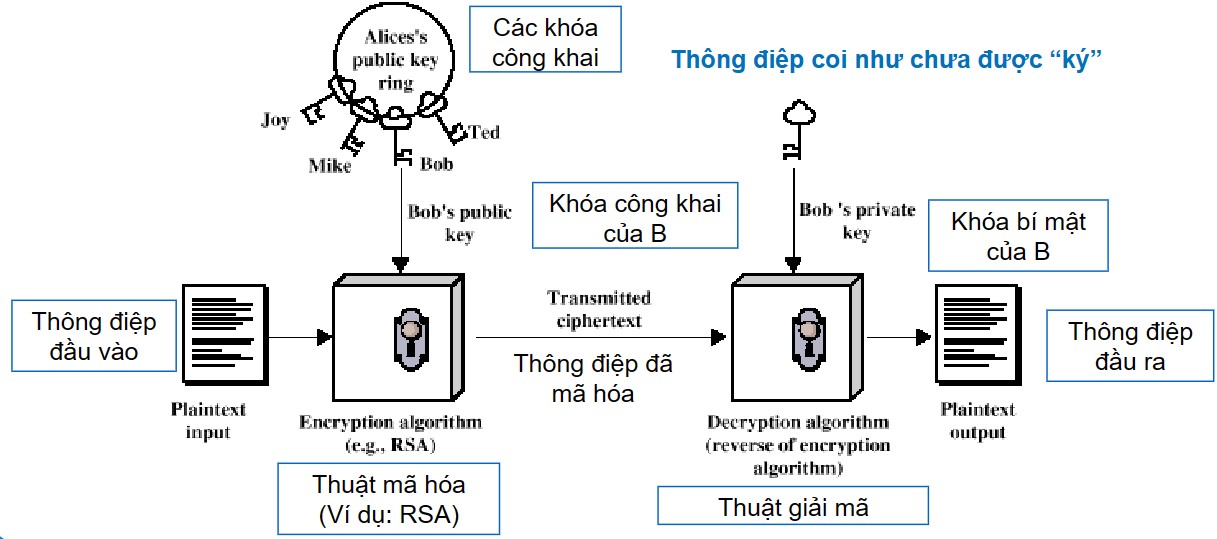 Alices's
public key
ring
Các khóa
công khai
Thông điệp coi như chưa được “ký”
Joy
Mike
Bob
Ted
Bob's public
key
Khóa công khai
của B
Bob 's private
key
Khóa bí mật
của B
Thông điệp
đầu vào
Transmitted
ciphertext
Thông điệp đã
mã hóa
Thông điệp
đầu ra
Plaintext
input
Encryption algorithm
(e.g., RSA)
Decryption algorithm
(reverse of encryption
algorithm)
Plaintext
output
Thuật mã hóa
(Ví dụ: RSA)
Thuật giải mã